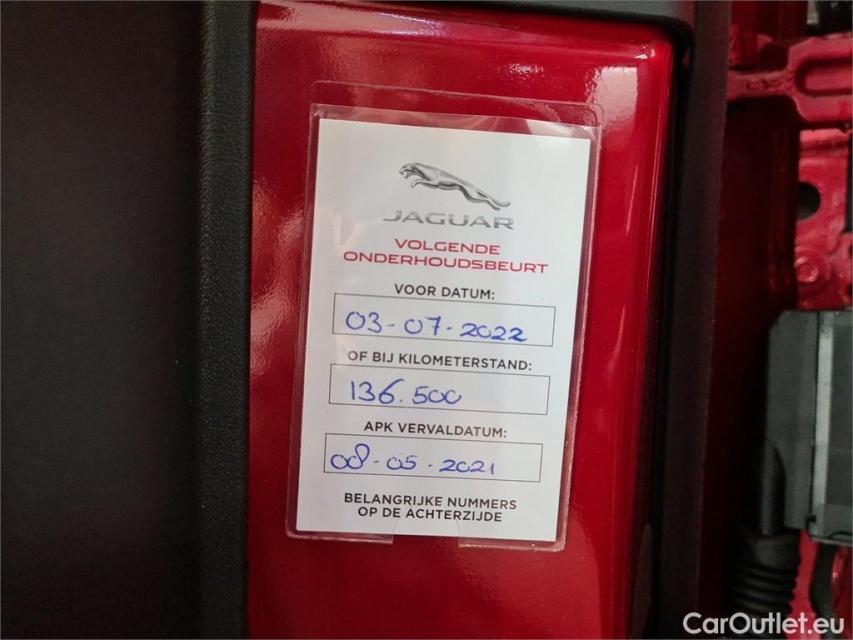 JAGUAR
VOLGENDE
ONDERHOUDSBEURT
VOOR DATUM:
03-07-2022
OF BIJ KILOMETERSTAND:
136.500
APK VERVALDATUM:
08-05-2021
BELANGRIJKE NUMMERS
OP DE ACHTERZIJDE
CarOutlet.eu